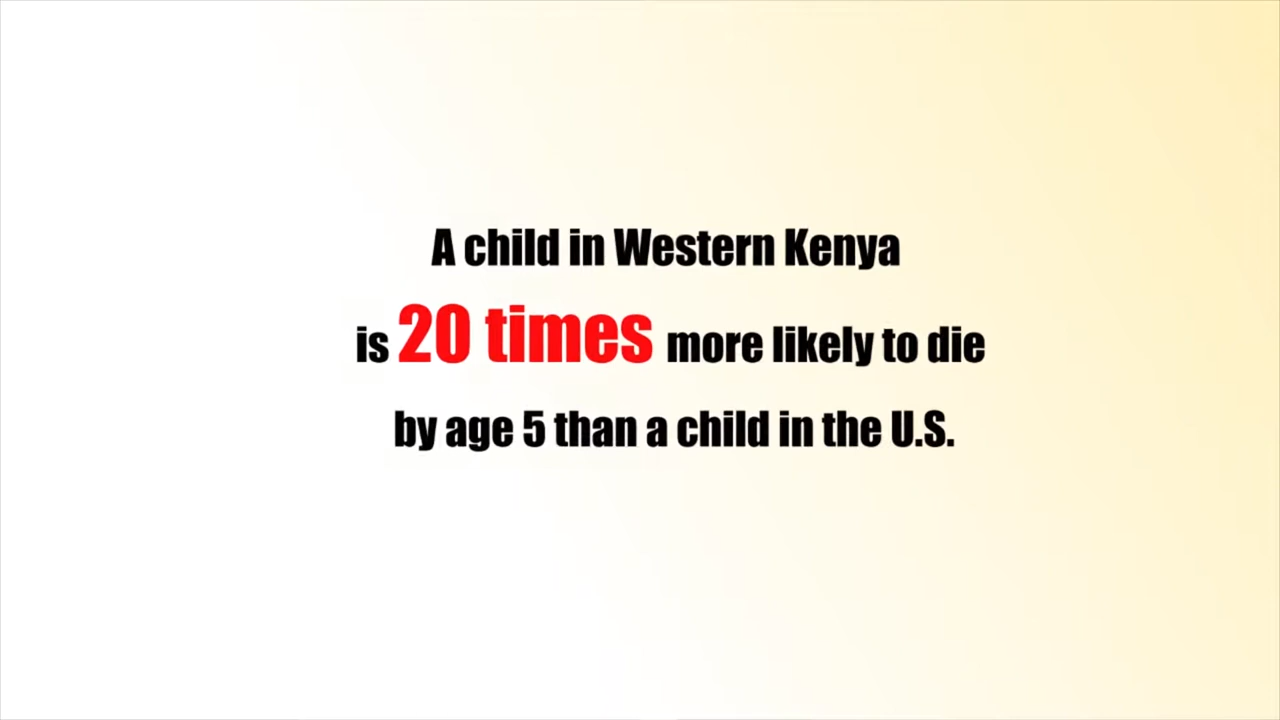 A child in Western Kenya
is 20 times more likely to die
by age 5 than a child in the U.S.